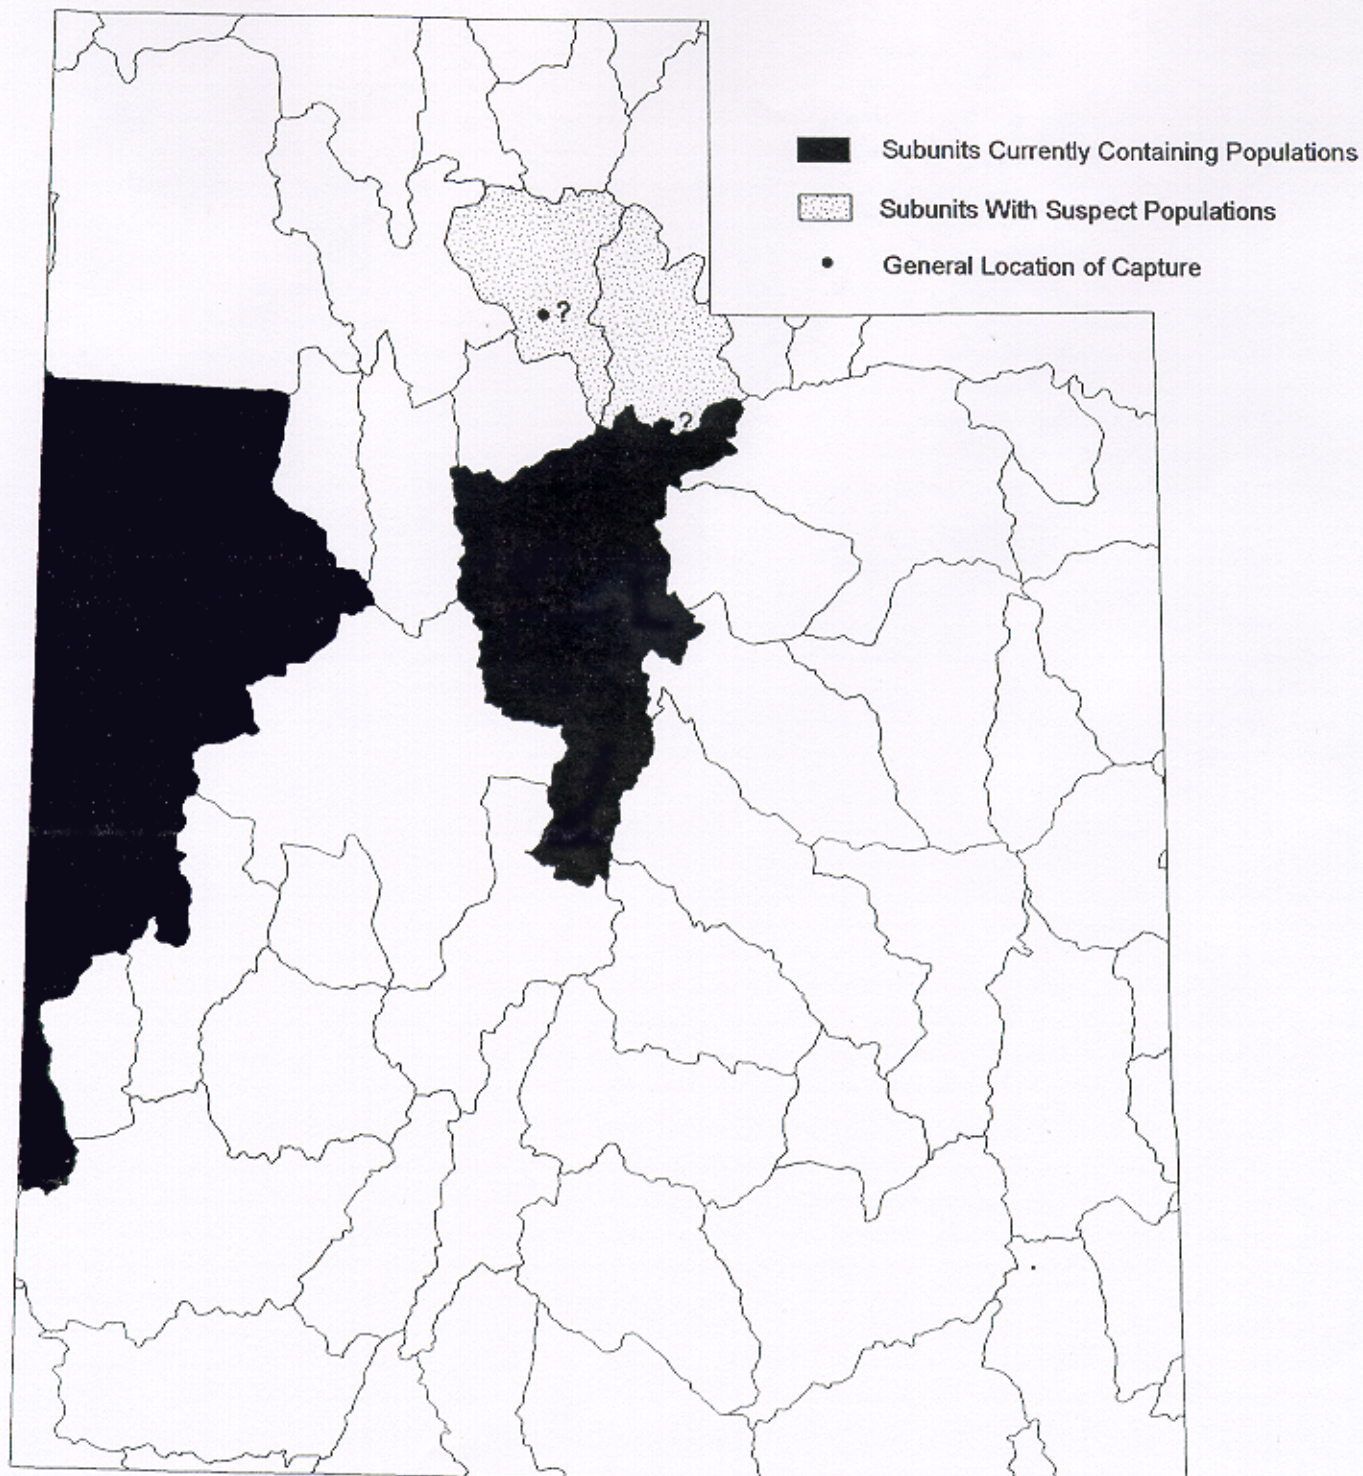 Subunits Currently Containing Populations
Subunits With Suspect Populations
General Location of Capture
?
?